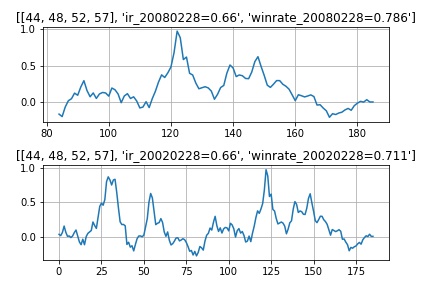 [[44, 48, 52, 57], 'ir_20080228=0.66', 'winrate_20080228=0.786']
1.0
0.5
0.0
80 100 120 140 160 180
[[44, 48, 52, 57], 'ir_20020228=0.66', 'winrate_20020228=0.711']
1.0
0.5
0.0
0 25 50 75 100 125 150 175